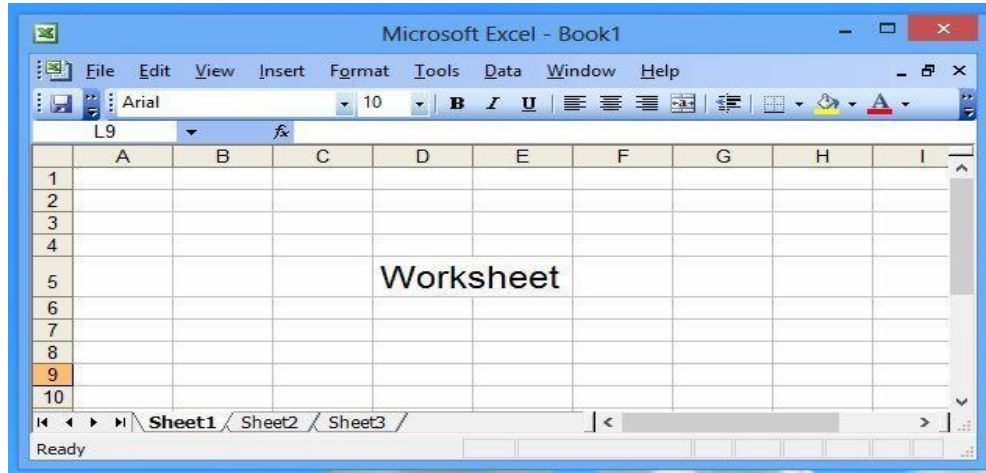 Microsoft Excel - Book1
File Edit View Insert Format Tools Data Window Help
Arial 10 B I U A
L9 fx
A B C D E F G H I
1
2
3
4
5 Worksheet
6
7
8
9
10
Sheet1 Sheet2 Sheet3
Ready